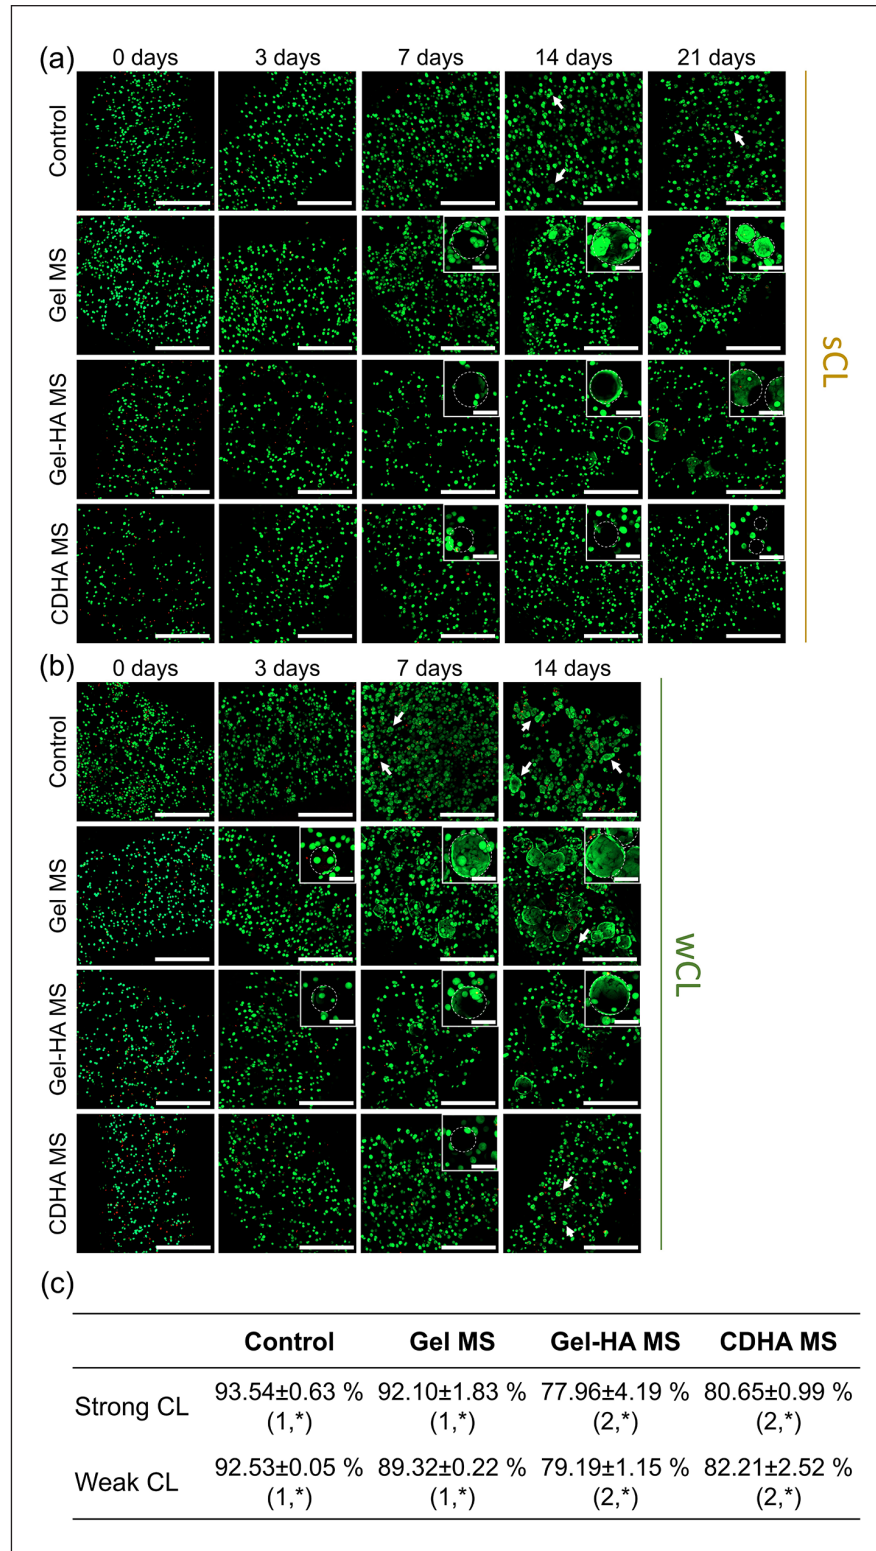 (a)
0 days 3 days 7 days 14 days 21 days
Control
Gel MS
Gel-HA MS
CDHA MS
sCL
(b)
0 days 3 days 7 days 14 days
Control
Gel MS
Gel-HA MS
CDHA MS
wCL
(c)
Control Gel MS Gel-HA MS CDHA MS
Strong CL 93.54±0.63 % 92.10±1.83 % 77.96±4.19 % 80.65±0.99 %
(1,*) (1,*) (2,*) (2,*)
Weak CL 92.53±0.05 % 89.32±0.22 % 79.19±1.15 % 82.21±2.52 %
(1,*) (1,*) (2,*) (2,*)